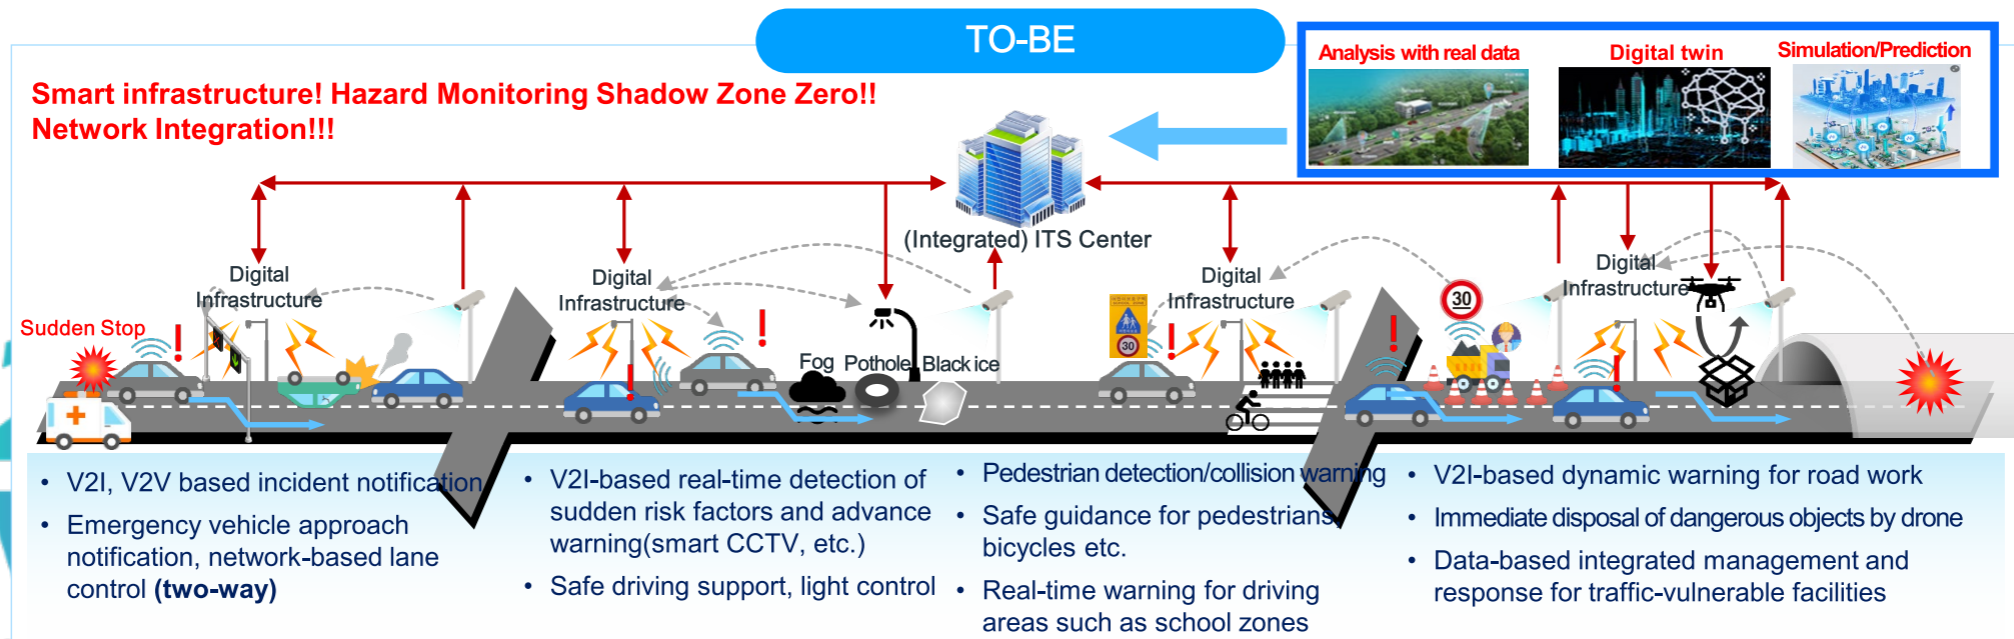 TO-BE
Smart infrastructure! Hazard Monitoring Shadow Zone Zero!!
Network Integration!!!
Analysis with real data
Digital twin
Simulation/Prediction
(Integrated) ITS Center
Digital
Infrastructure
Sudden Stop
Digital
Infrastructure
Fog
Pothole
Black ice
Digital
Infrastructure
30
30
Digital
Infrastructure
• V2I, V2V based incident notification
• Emergency vehicle approach
notification, network-based lane
control (two-way)
• V2I-based real-time detection of
sudden risk factors and advance
warning(smart CCTV, etc.)
• Safe driving support, light control
• Pedestrian detection/collision warning
• Safe guidance for pedestrians,
bicycles etc.
• Real-time warning for driving
areas such as school zones
• V2I-based dynamic warning for road work
• Immediate disposal of dangerous objects by drone
• Data-based integrated management and
response for traffic-vulnerable facilities